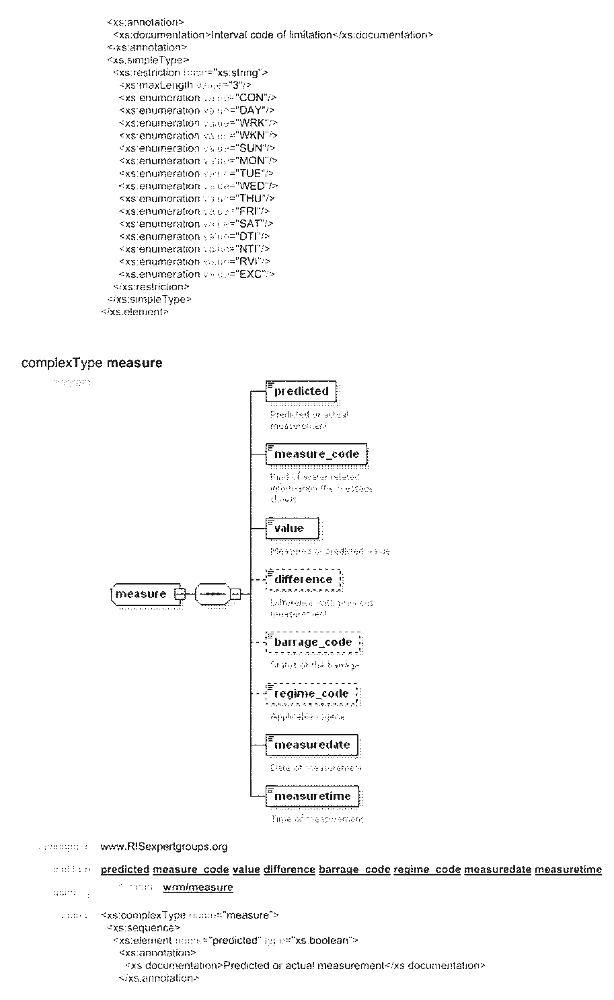 <xs:annotation>
<xs:documentation>Interval code of limitation</xs:documentation>
</xs:annotation>
<xs:simpleType>
<xs:restriction base="xs:string">
<xs:maxLength value="3"/>
<xs:enumeration value="CON"/>
<xs:enumeration value="DAY"/>
<xs:enumeration value="WRK"/>
<xs:enumeration value="WKN"/>
<xs:enumeration value="SUN"/>
<xs:enumeration value="MON"/>
<xs:enumeration value="TUE"/>
<xs:enumeration value="WED"/>
<xs:enumeration value="THU"/>
<xs:enumeration value="FRI"/>
<xs:enumeration value="SAT"/>
<xs:enumeration value="DTI"/>
<xs:enumeration value="NTI"/>
<xs:enumeration value="RVI"/>
<xs:enumeration value="EXC"/>
</xs:restriction>
</xs:simpleType>
</xs:element>
complexType measure
diagram
predicted
Predicted or actual
measurement
measure_code
Kind of water related
information the message
shows
value
Measured or predicted value
difference
Difference with previous
measurement
measure
barrage_code
Status of the barrage
regime_code
Applicable regime
measuredate
Date of measurement
measuretime
Time of measurement
namespace www.RISexpertgroups.org
children predicted measure_code value difference barrage_code regime_code measuredate measuretime
used by element wrm/measure
source <xs:complexType name="measure">
<xs:sequence>
<xs:element name="predicted" type="xs:boolean">
<xs:annotation>
<xs:documentation>Predicted or actual measurement</xs:documentation>
</xs:annotation>